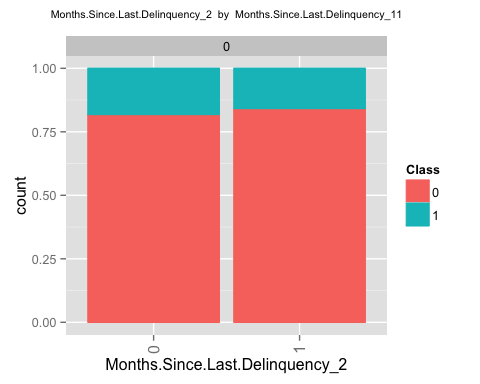 Months.Since.Last.Delinquency_2 by Months.Since.Last.Delinquency_11
0
1.00
0.75
0.50
0.25
0.00
count
Class
0
1
0
1
Months.Since.Last.Delinquency_2